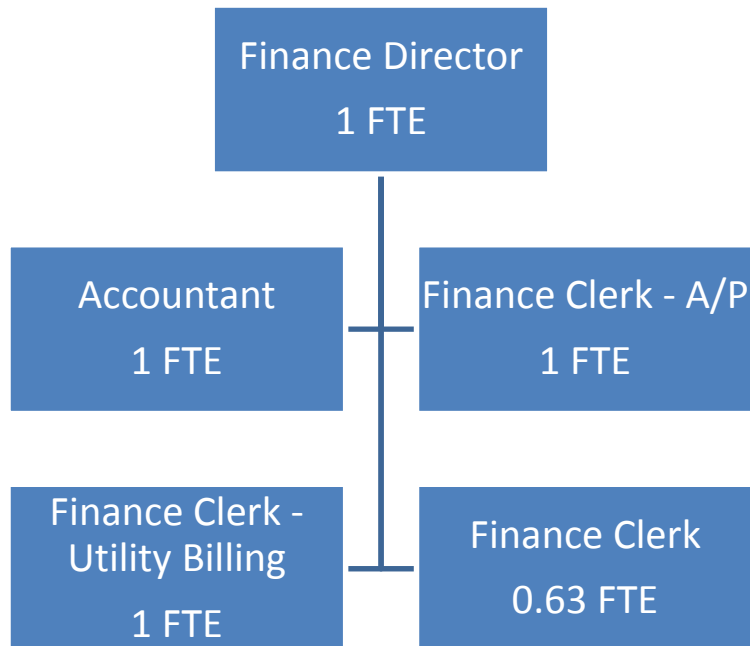 Finance Director
1 FTE
Accountant
1 FTE
Finance Clerk - A/P
1 FTE
Finance Clerk -
Utility Billing
1 FTE
Finance Clerk
0.63 FTE